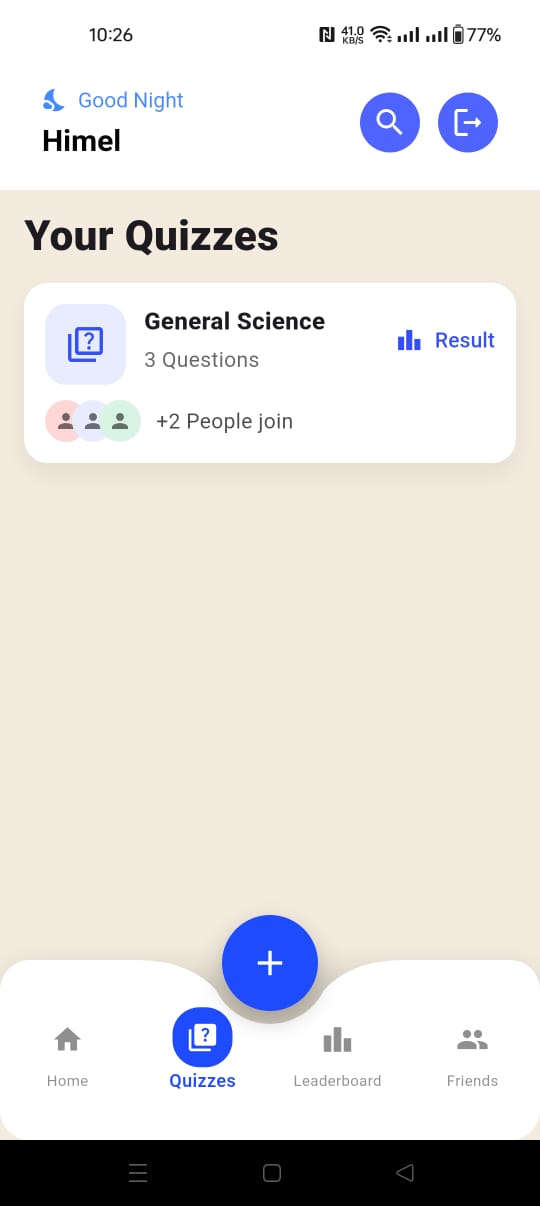 10:26 41.0 KB/S 77%
Good Night
Himel
Your Quizzes
General Science
3 Questions
Result
+2 People join
Home Quizzes Leaderboard Friends